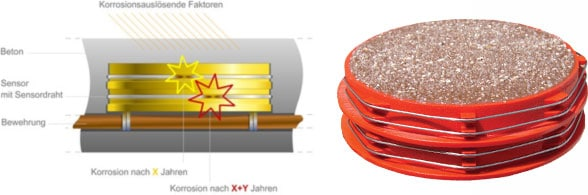 Korrosionsauslösende Faktoren
Beton
Sensor
mit Sensordraht
Bewehrung
Korrosion nach X Jahren
Korrosion nach X+Y Jahren